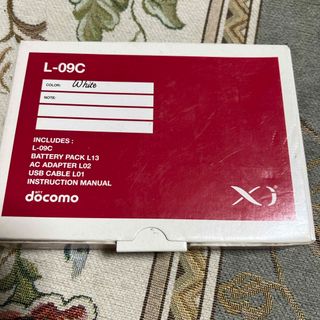 L-09C
COLOR: White
NOTE:
INCLUDES :
L-09C
BATTERY PACK L13
AC ADAPTER L02
USB CABLE L01
INSTRUCTION MANUAL
NTT
docomo
Xi